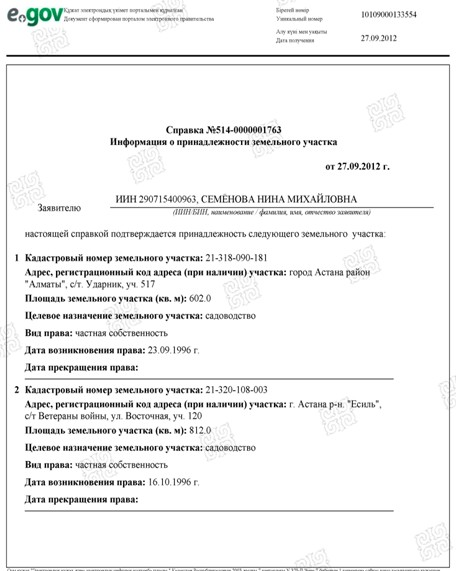 e.gov
Құжат электрондық үкімет порталымен құрылған
Документ сформирован порталом электронного правительства
Бірегей нөмір
Уникальный номер
10109000133554
Алу күні мен уақыты
Дата получения
27.09.2012
Справка №514-0000001763
Информация о принадлежности земельного участка
от 27.09.2012 г.
Заявителю ИИН 290715400963, СЕМЁНОВА НИНА МИХАЙЛОВНА
(ИИН/БИН, наименование / фамилия, имя, отчество заявителя)
настоящей справкой подтверждается принадлежность следующего земельного участка:
1 Кадастровый номер земельного участка: 21-318-090-181
Адрес, регистрационный код адреса (при наличии) участка: город Астана район
"Алматы", с/т. Ударник, уч. 517
Площадь земельного участка (кв. м): 602.0
Целевое назначение земельного участка: садоводство
Вид права: частная собственность
Дата возникновения права: 23.09.1996 г.
Дата прекращения права:
2 Кадастровый номер земельного участка: 21-320-108-003
Адрес, регистрационный код адреса (при наличии) участка: г. Астана р-н. "Есиль",
с/т Ветераны войны, ул. Восточная, уч. 120
Площадь земельного участка (кв. м): 812.0
Целевое назначение земельного участка: садоводство
Вид права: частная собственность
Дата возникновения права: 16.10.1996 г.
Дата прекращения права: